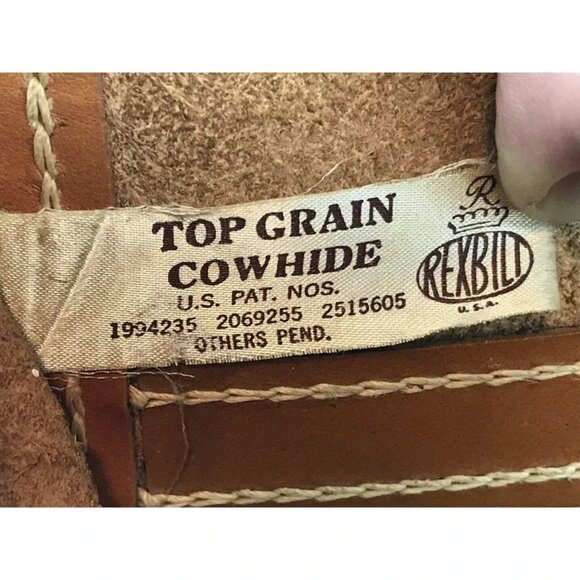 TOP GRAIN
COWHIDE
U.S. PAT. NOS.
1994235 2069255 2515605
OTHERS PEND.
R
REXBILT
U.S.A.